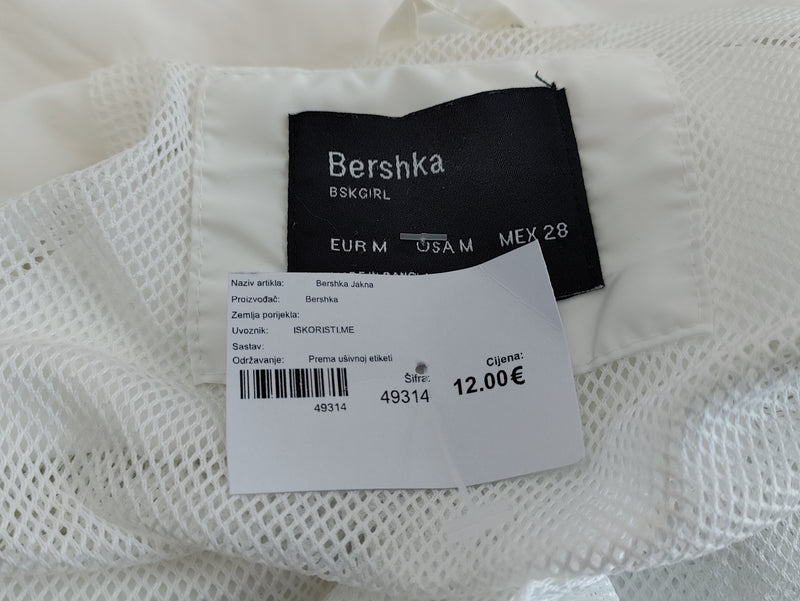 Bershka
BSKGIRL
EUR M USA M MEX 28
Naziv artikla: Bershka Jakna
Proizvođač: Bershka
Zemlja porijekla:
Uvoznik: ISKORISTI.ME
Sastav:
Održavanje: Prema ušivnoj etiketi
Cijena:
12.00€
Šifra:
49314
49314